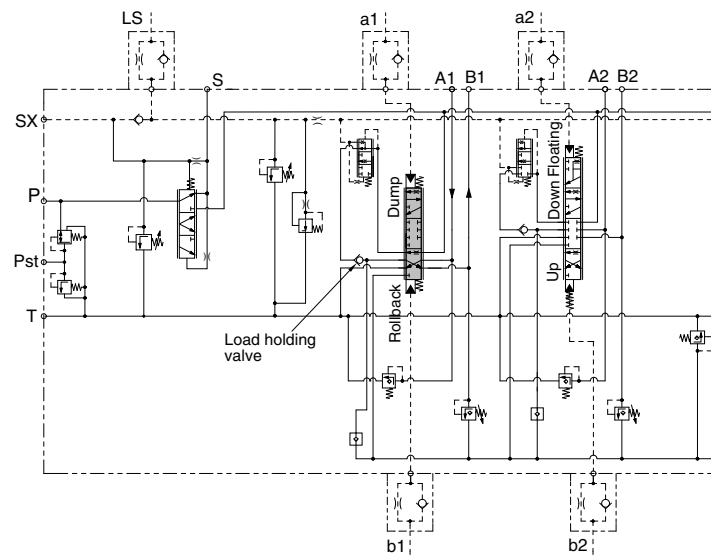 LS
a1
a2
S
A1
B1
A2
B2
SX
P
Dump
Down Floating
Pst
Up
T
Rollback
Load holding
valve
b1
b2